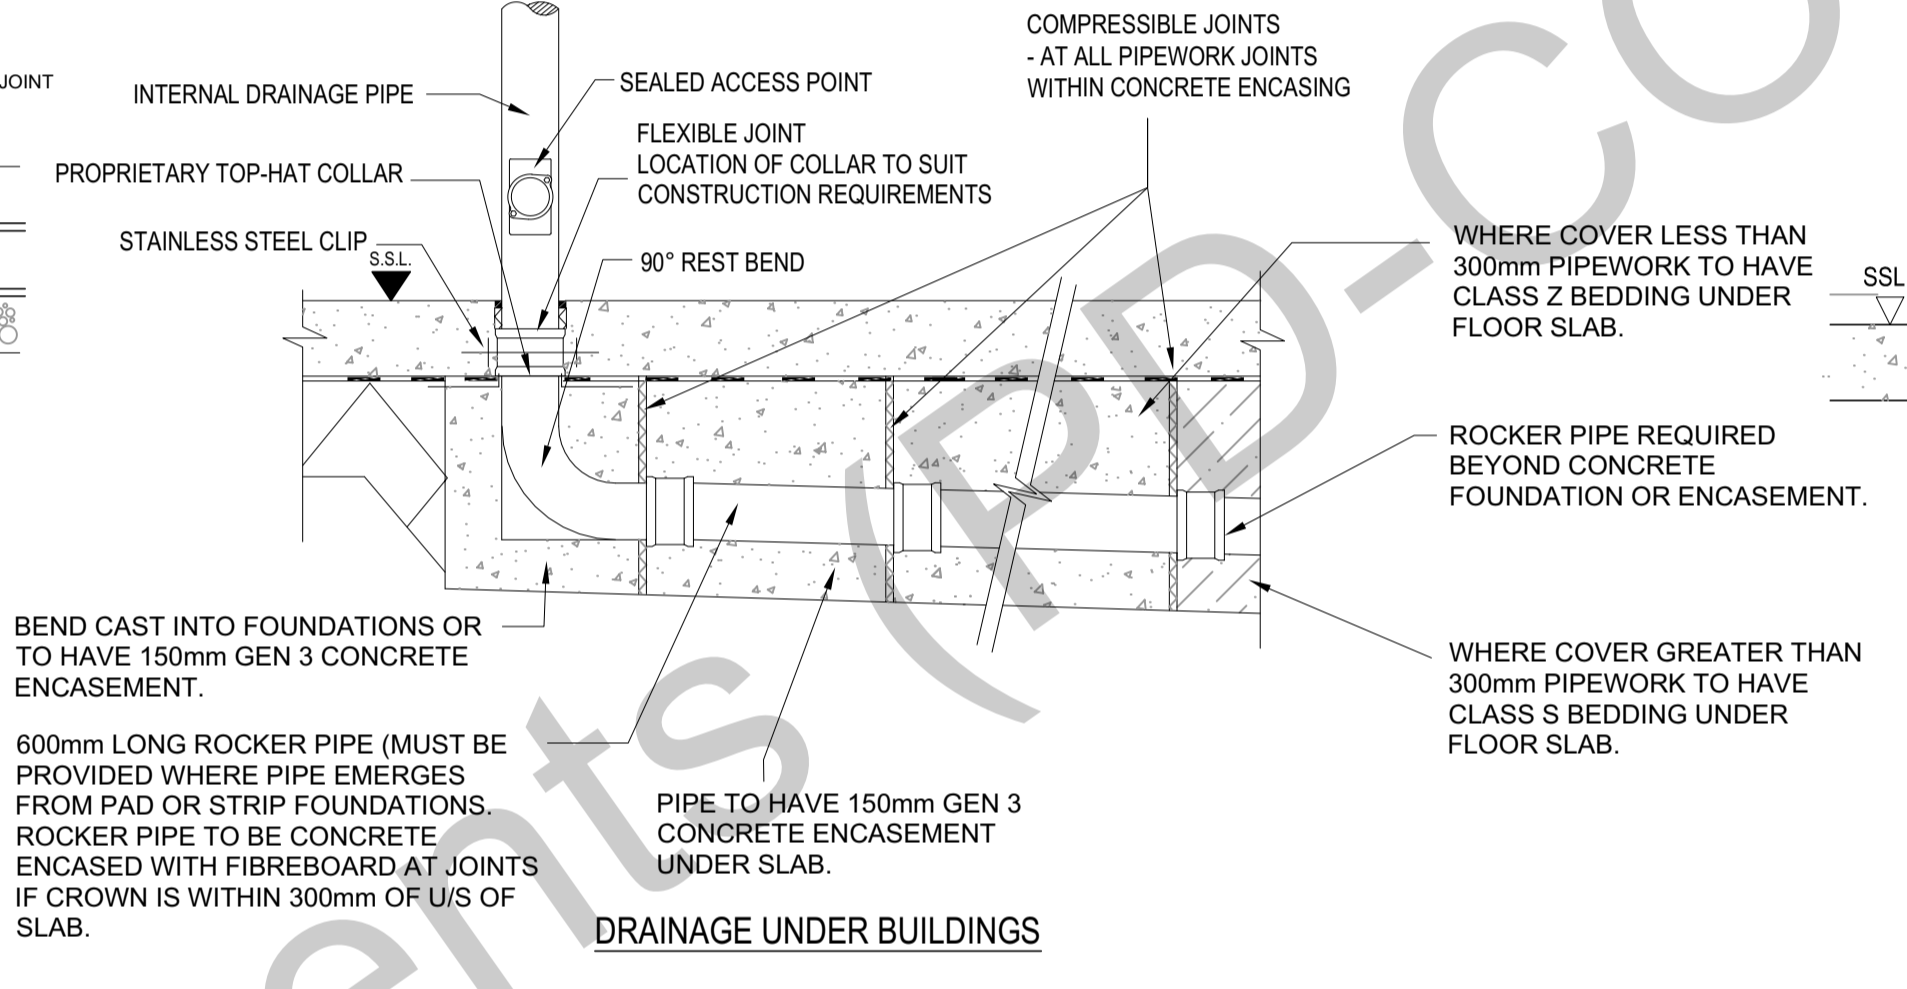 JOINT
INTERNAL DRAINAGE PIPE
SEALED ACCESS POINT
COMPRESSIBLE JOINTS
- AT ALL PIPEWORK JOINTS
WITHIN CONCRETE ENCASING
PROPRIETARY TOP-HAT COLLAR
FLEXIBLE JOINT
LOCATION OF COLLAR TO SUIT
CONSTRUCTION REQUIREMENTS
STAINLESS STEEL CLIP
S.S.L.
90° REST BEND
WHERE COVER LESS THAN
300mm PIPEWORK TO HAVE
CLASS Z BEDDING UNDER
FLOOR SLAB.
SSL
ROCKER PIPE REQUIRED
BEYOND CONCRETE
FOUNDATION OR ENCASEMENT.
BEND CAST INTO FOUNDATIONS OR
TO HAVE 150mm GEN 3 CONCRETE
ENCASEMENT.
WHERE COVER GREATER THAN
300mm PIPEWORK TO HAVE
CLASS S BEDDING UNDER
FLOOR SLAB.
600mm LONG ROCKER PIPE (MUST BE
PROVIDED WHERE PIPE EMERGES
FROM PAD OR STRIP FOUNDATIONS.
ROCKER PIPE TO BE CONCRETE
ENCASED WITH FIBREBOARD AT JOINTS
IF CROWN IS WITHIN 300mm OF U/S OF
SLAB.
PIPE TO HAVE 150mm GEN 3
CONCRETE ENCASEMENT
UNDER SLAB.
DRAINAGE UNDER BUILDINGS
ents (PD-CO